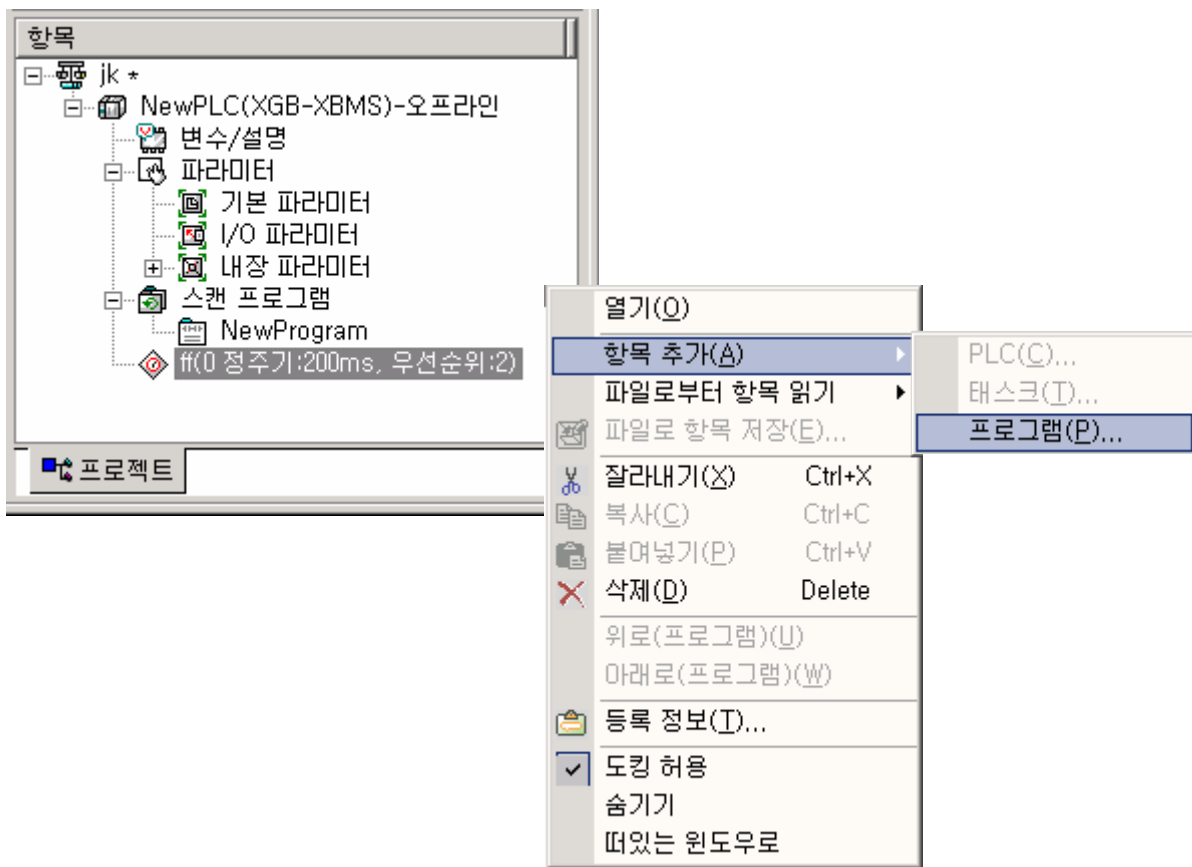 항목
jk *
NewPLC(XGB-XBMS)-오프라인
변수/설명
파라미터
기본 파라미터
I/O 파라미터
내장 파라미터
스캔 프로그램
NewProgram
ff(0 정주기:200ms, 우선순위:2)
프로젝트
열기(O)
항목 추가(A)
파일로부터 항목 읽기
파일로 항목 저장(E)...
잘라내기(X) Ctrl+X
복사(C) Ctrl+C
붙여넣기(P) Ctrl+V
삭제(D) Delete
위로(프로그램)(U)
아래로(프로그램)(W)
등록 정보(T)...
도킹 허용
숨기기
떠있는 윈도우로
PLC(C)...
태스크(T)...
프로그램(P)...